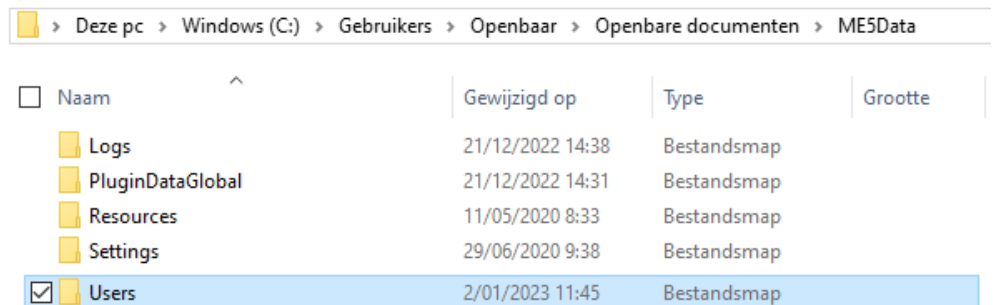 Deze pc > Windows (C:) > Gebruikers > Openbaar > Openbare documenten > ME5Data
Naam Gewijzigd op Type Grootte
Logs 21/12/2022 14:38 Bestandsmap
PluginDataGlobal 21/12/2022 14:31 Bestandsmap
Resources 11/05/2020 8:33 Bestandsmap
Settings 29/06/2020 9:38 Bestandsmap
Users 2/01/2023 11:45 Bestandsmap